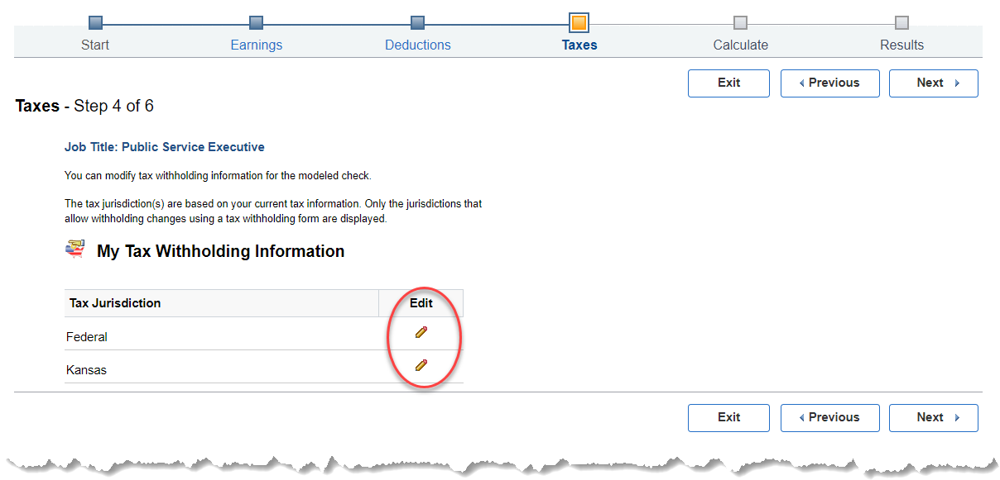 Start Earnings Deductions Taxes Calculate Results
Exit Previous Next
Taxes - Step 4 of 6
Job Title: Public Service Executive
You can modify tax withholding information for the modeled check.
The tax jurisdiction(s) are based on your current tax information. Only the jurisdictions that
allow withholding changes using a tax withholding form are displayed.
My Tax Withholding Information
Tax Jurisdiction Edit
Federal
Kansas
Exit Previous Next